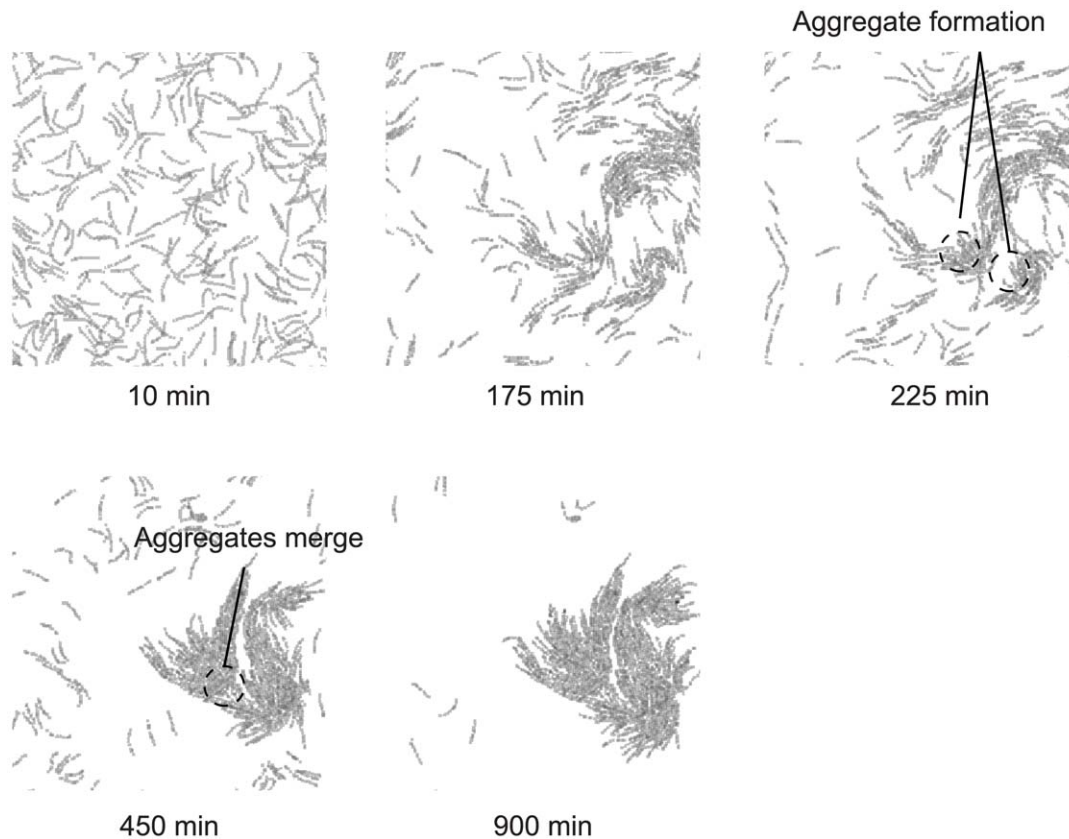 Aggregate formation
10 min
175 min
225 min
Aggregates merge
450 min
900 min